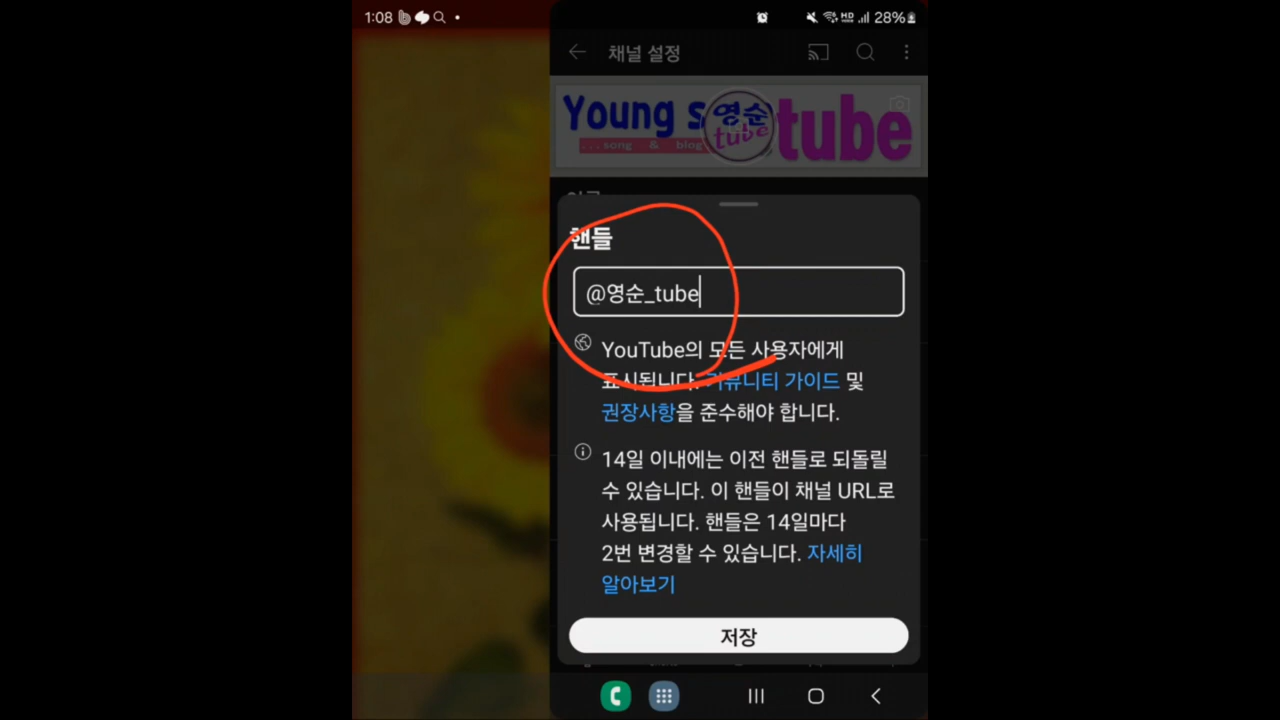 1:08
HD 28%
채널 설정
Young s 영순 tube
tube
...song & blog
핸들
@영순_tube
YouTube의 모든 사용자에게
표시됩니다. 커뮤니티 가이드 및
권장사항을 준수해야 합니다.
14일 이내에는 이전 핸들로 되돌릴
수 있습니다. 이 핸들이 채널 URL로
사용됩니다. 핸들은 14일마다
2번 변경할 수 있습니다. 자세히
알아보기
저장